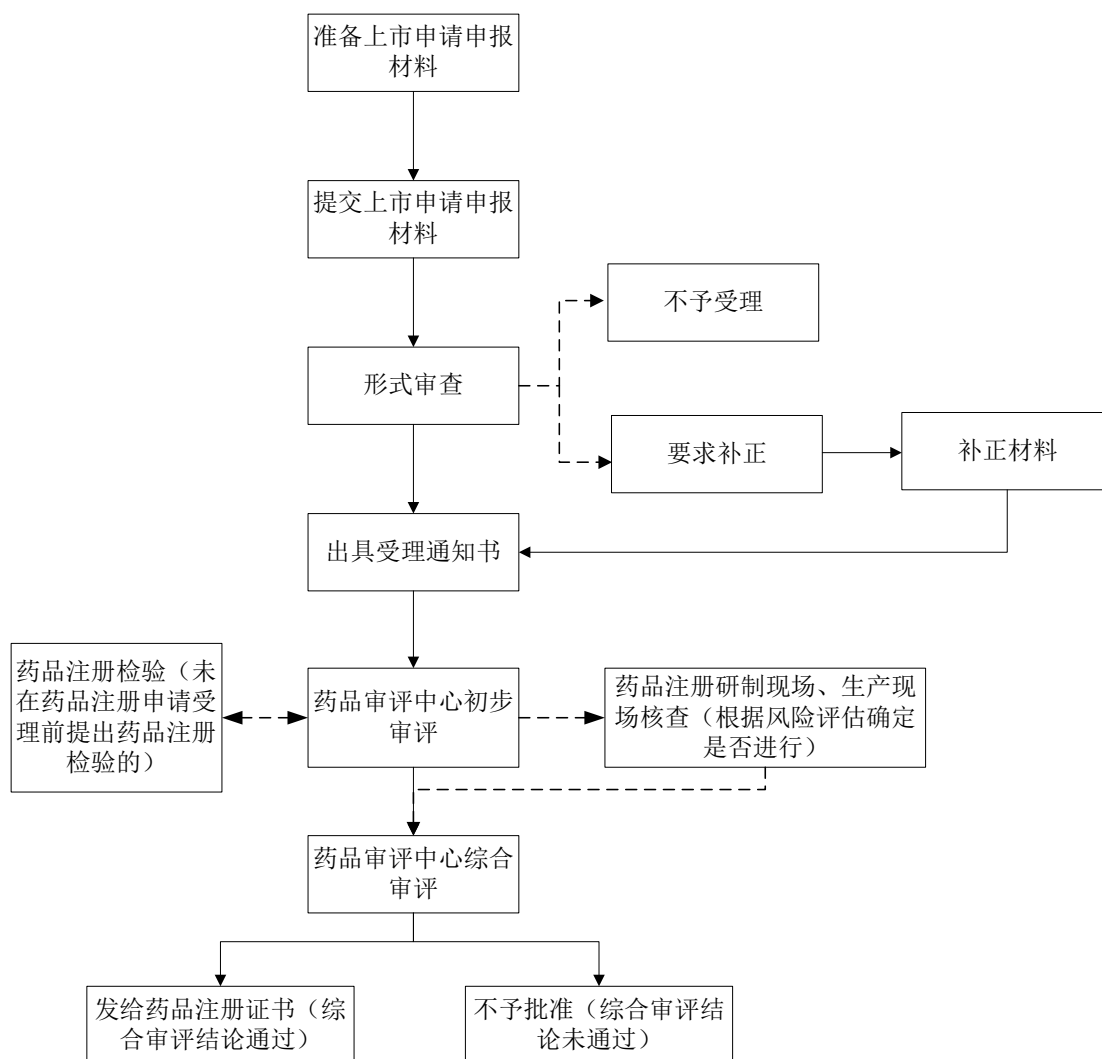 准备上市申请申报
材料
提交上市申请申报
材料
不予受理
形式审查
要求补正
补正材料
出具受理通知书
药品注册检验（未
在药品注册申请受
理前提出药品注册
检验的）
药品审评中心初步
审评
药品注册研制现场、生产现
场核查（根据风险评估确定
是否进行）
药品审评中心综合
审评
发给药品注册证书（综
合审评结论通过）
不予批准（综合审评结
论未通过）